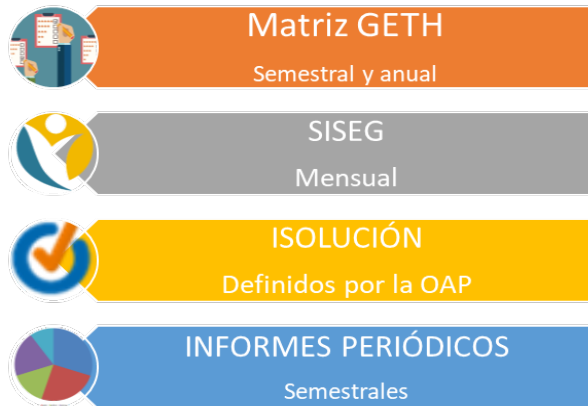 Matriz GETH
Semestral y anual
SISEG
Mensual
ISOLUCIÓN
Definidos por la OAP
INFORMES PERIÓDICOS
Semestrales